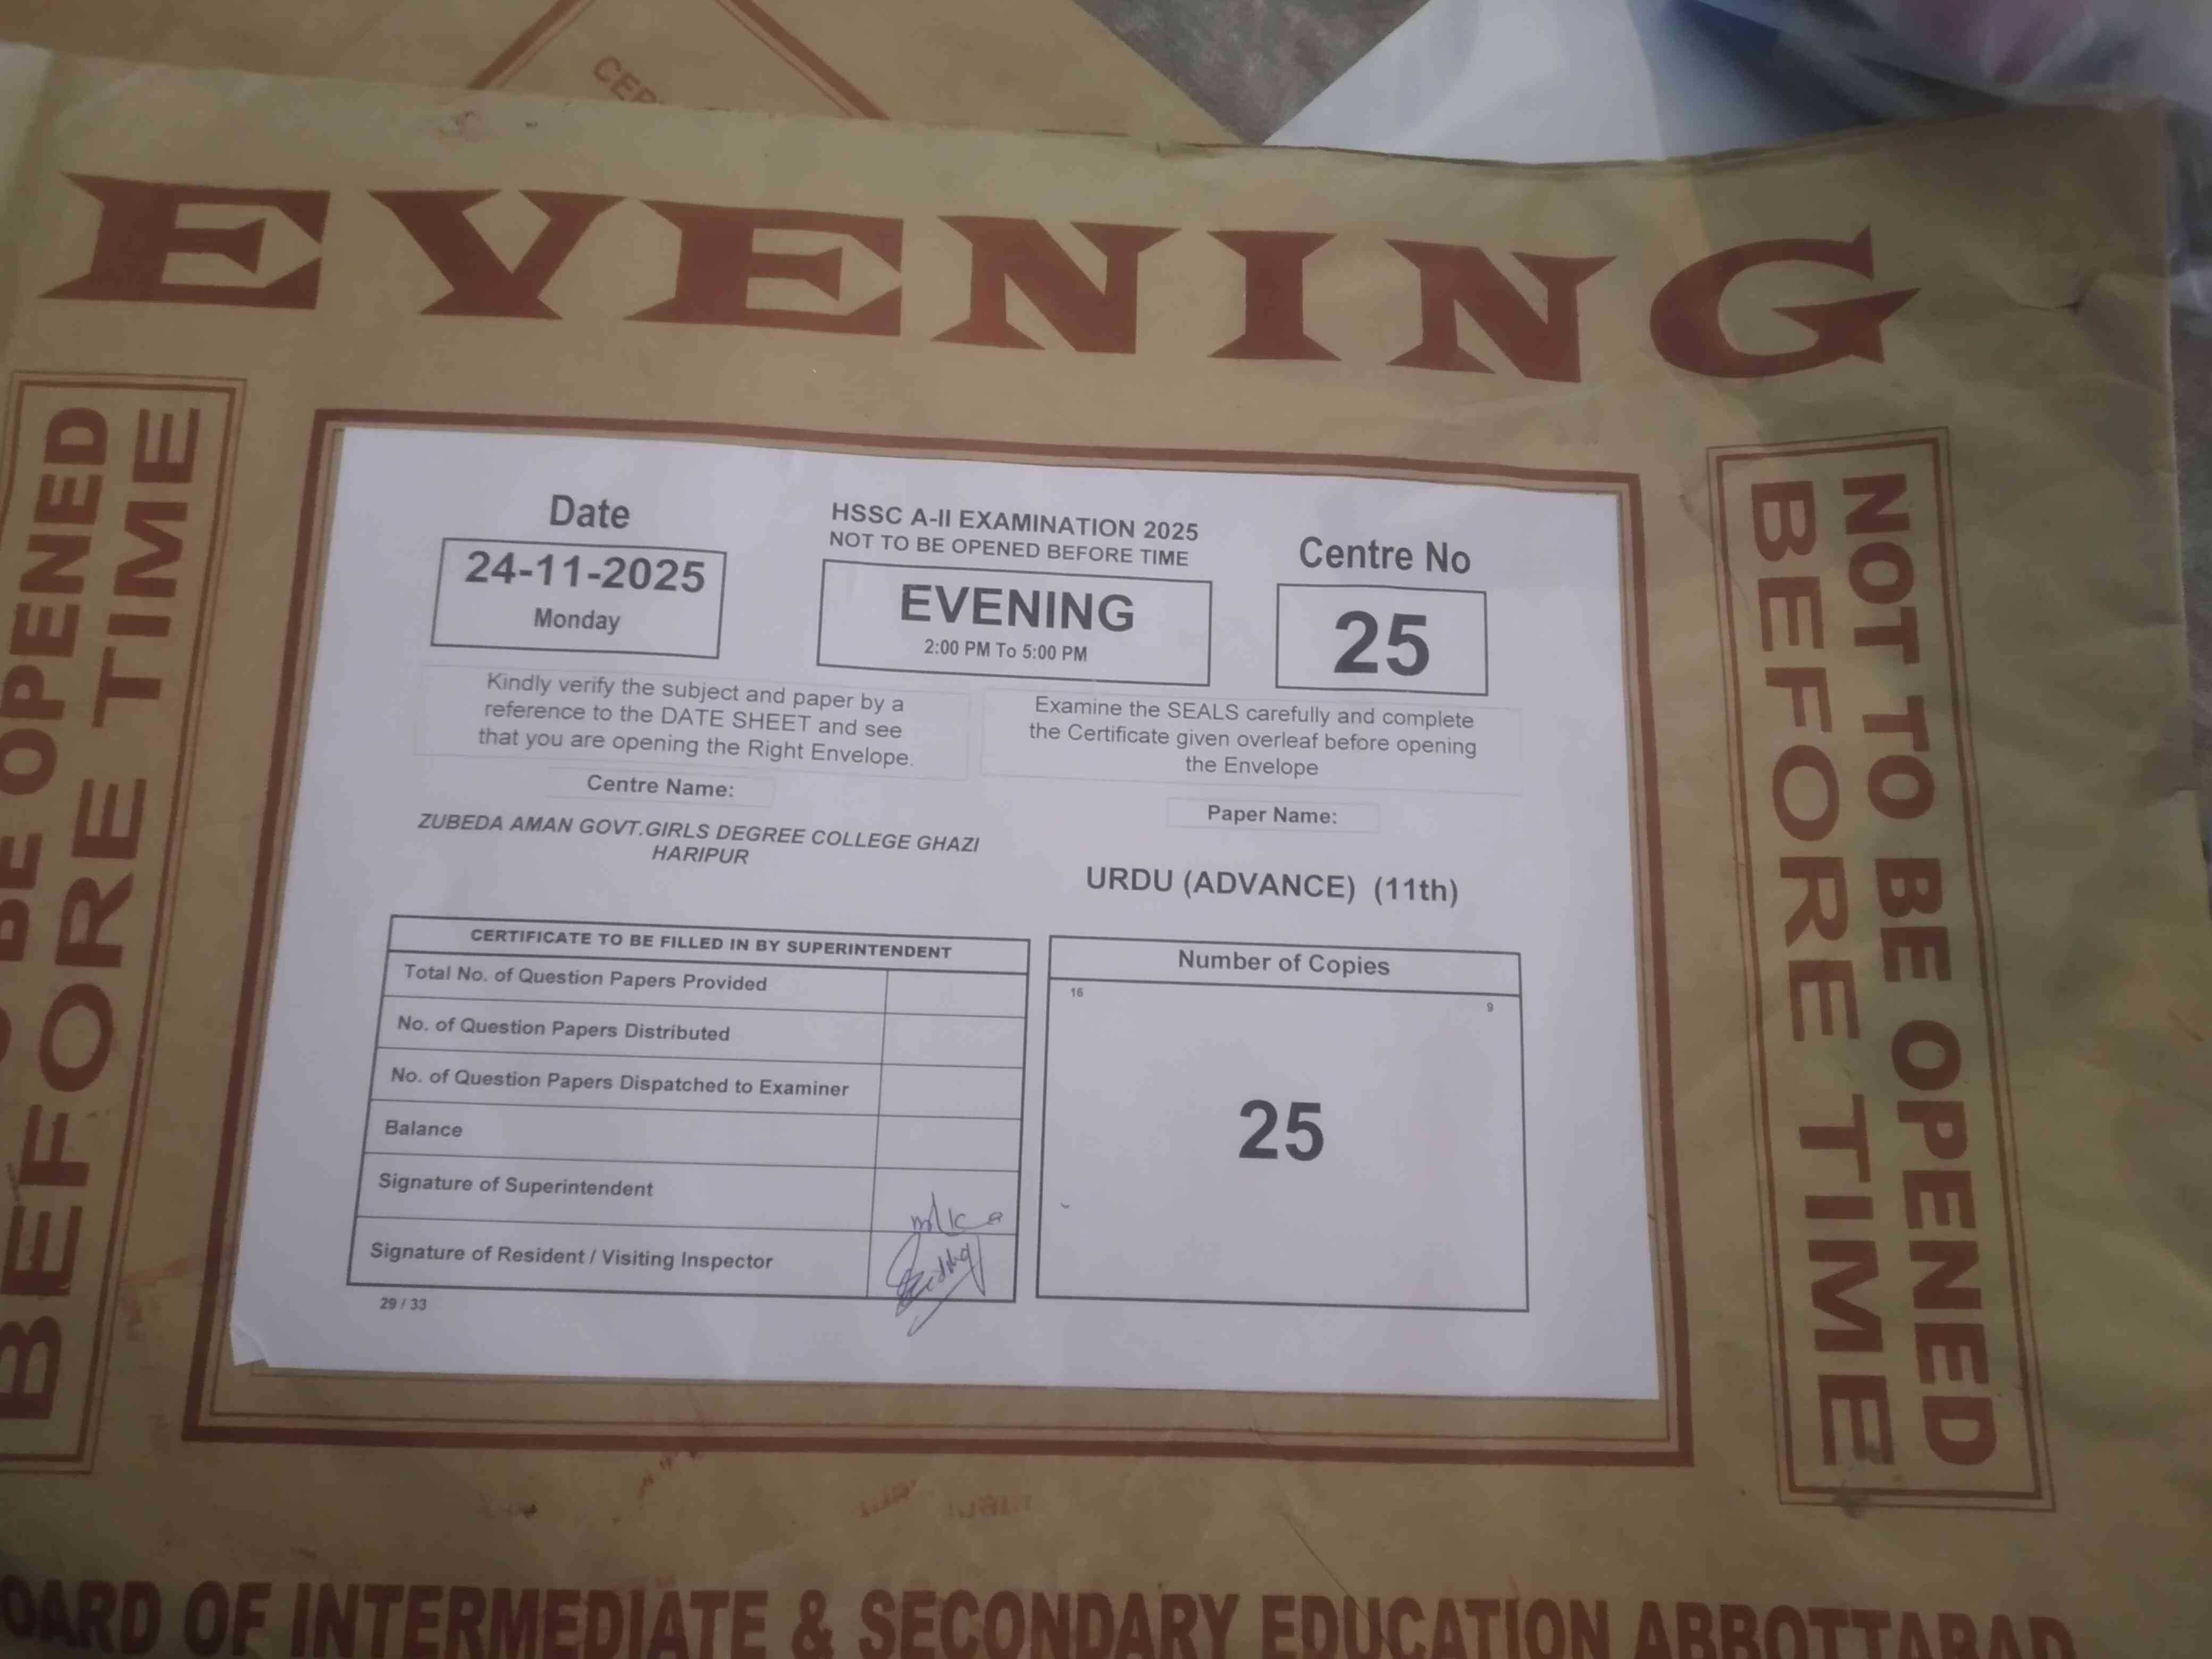 CER
EVENING
NOT TO BE OPENED
BEFORE TIME
BE OPENED
BEFORE TIME
Date
24-11-2025
Monday
HSSC A-II EXAMINATION 2025
NOT TO BE OPENED BEFORE TIME
EVENING
2:00 PM To 5:00 PM
Centre No
25
Kindly verify the subject and paper by a
reference to the DATE SHEET and see
that you are opening the Right Envelope.
Examine the SEALS carefully and complete
the Certificate given overleaf before opening
the Envelope
Centre Name:
ZUBEDA AMAN GOVT.GIRLS DEGREE COLLEGE GHAZI
HARIPUR
Paper Name:
URDU (ADVANCE) (11th)
CERTIFICATE TO BE FILLED IN BY SUPERINTENDENT
Total No. of Question Papers Provided
No. of Question Papers Distributed
No. of Question Papers Dispatched to Examiner
Balance
Signature of Superintendent
Signature of Resident / Visiting Inspector
29 / 33
Number of Copies
16 9
25
OARD OF INTERMEDIATE & SECONDARY EDUCATION ABBOTTABAD